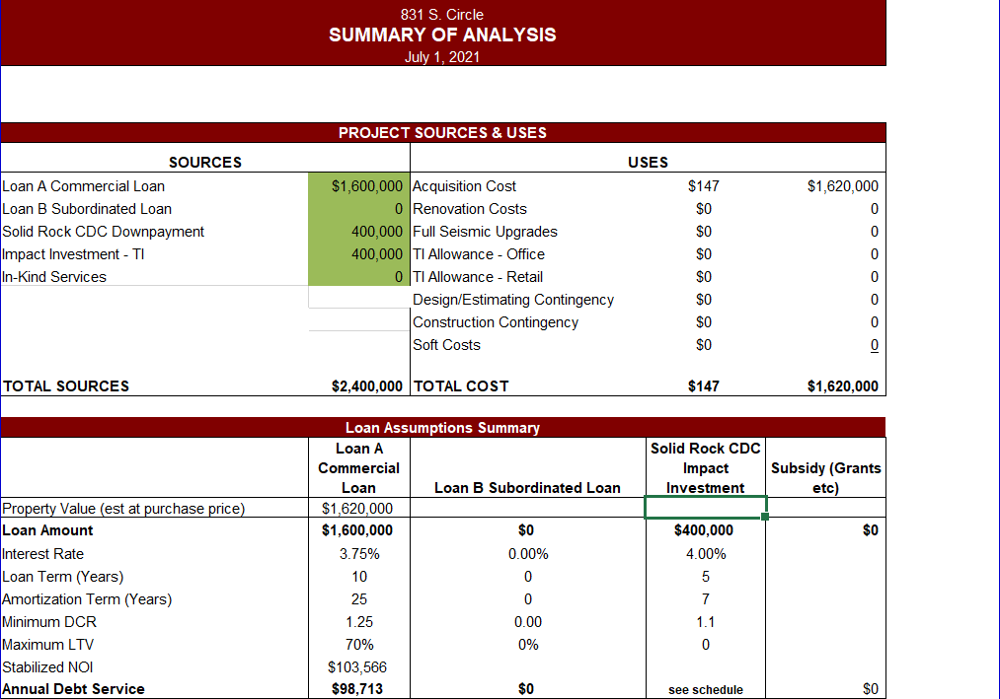 831 S. Circle
SUMMARY OF ANALYSIS
July 1, 2021
PROJECT SOURCES & USES
SOURCES USES
Loan A Commercial Loan $1,600,000 Acquisition Cost $147 $1,620,000
Loan B Subordinated Loan 0 Renovation Costs $0 0
Solid Rock CDC Downpayment 400,000 Full Seismic Upgrades $0 0
Impact Investment - TI 400,000 TI Allowance - Office $0 0
In-Kind Services 0 TI Allowance - Retail $0 0
Design/Estimating Contingency $0 0
Construction Contingency $0 0
Soft Costs $0 0
TOTAL SOURCES $2,400,000 TOTAL COST $147 $1,620,000
Loan Assumptions Summary
Loan A Solid Rock CDC
Commercial Impact Subsidy (Grants
Loan Loan B Subordinated Loan Investment etc)
Property Value (est at purchase price) $1,620,000
Loan Amount $1,600,000 $0 $400,000 $0
Interest Rate 3.75% 0.00% 4.00%
Loan Term (Years) 10 0 5
Amortization Term (Years) 25 0 7
Minimum DCR 1.25 0.00 1.1
Maximum LTV 70% 0% 0
Stabilized NOI $103,566
Annual Debt Service $98,713 $0 see schedule $0